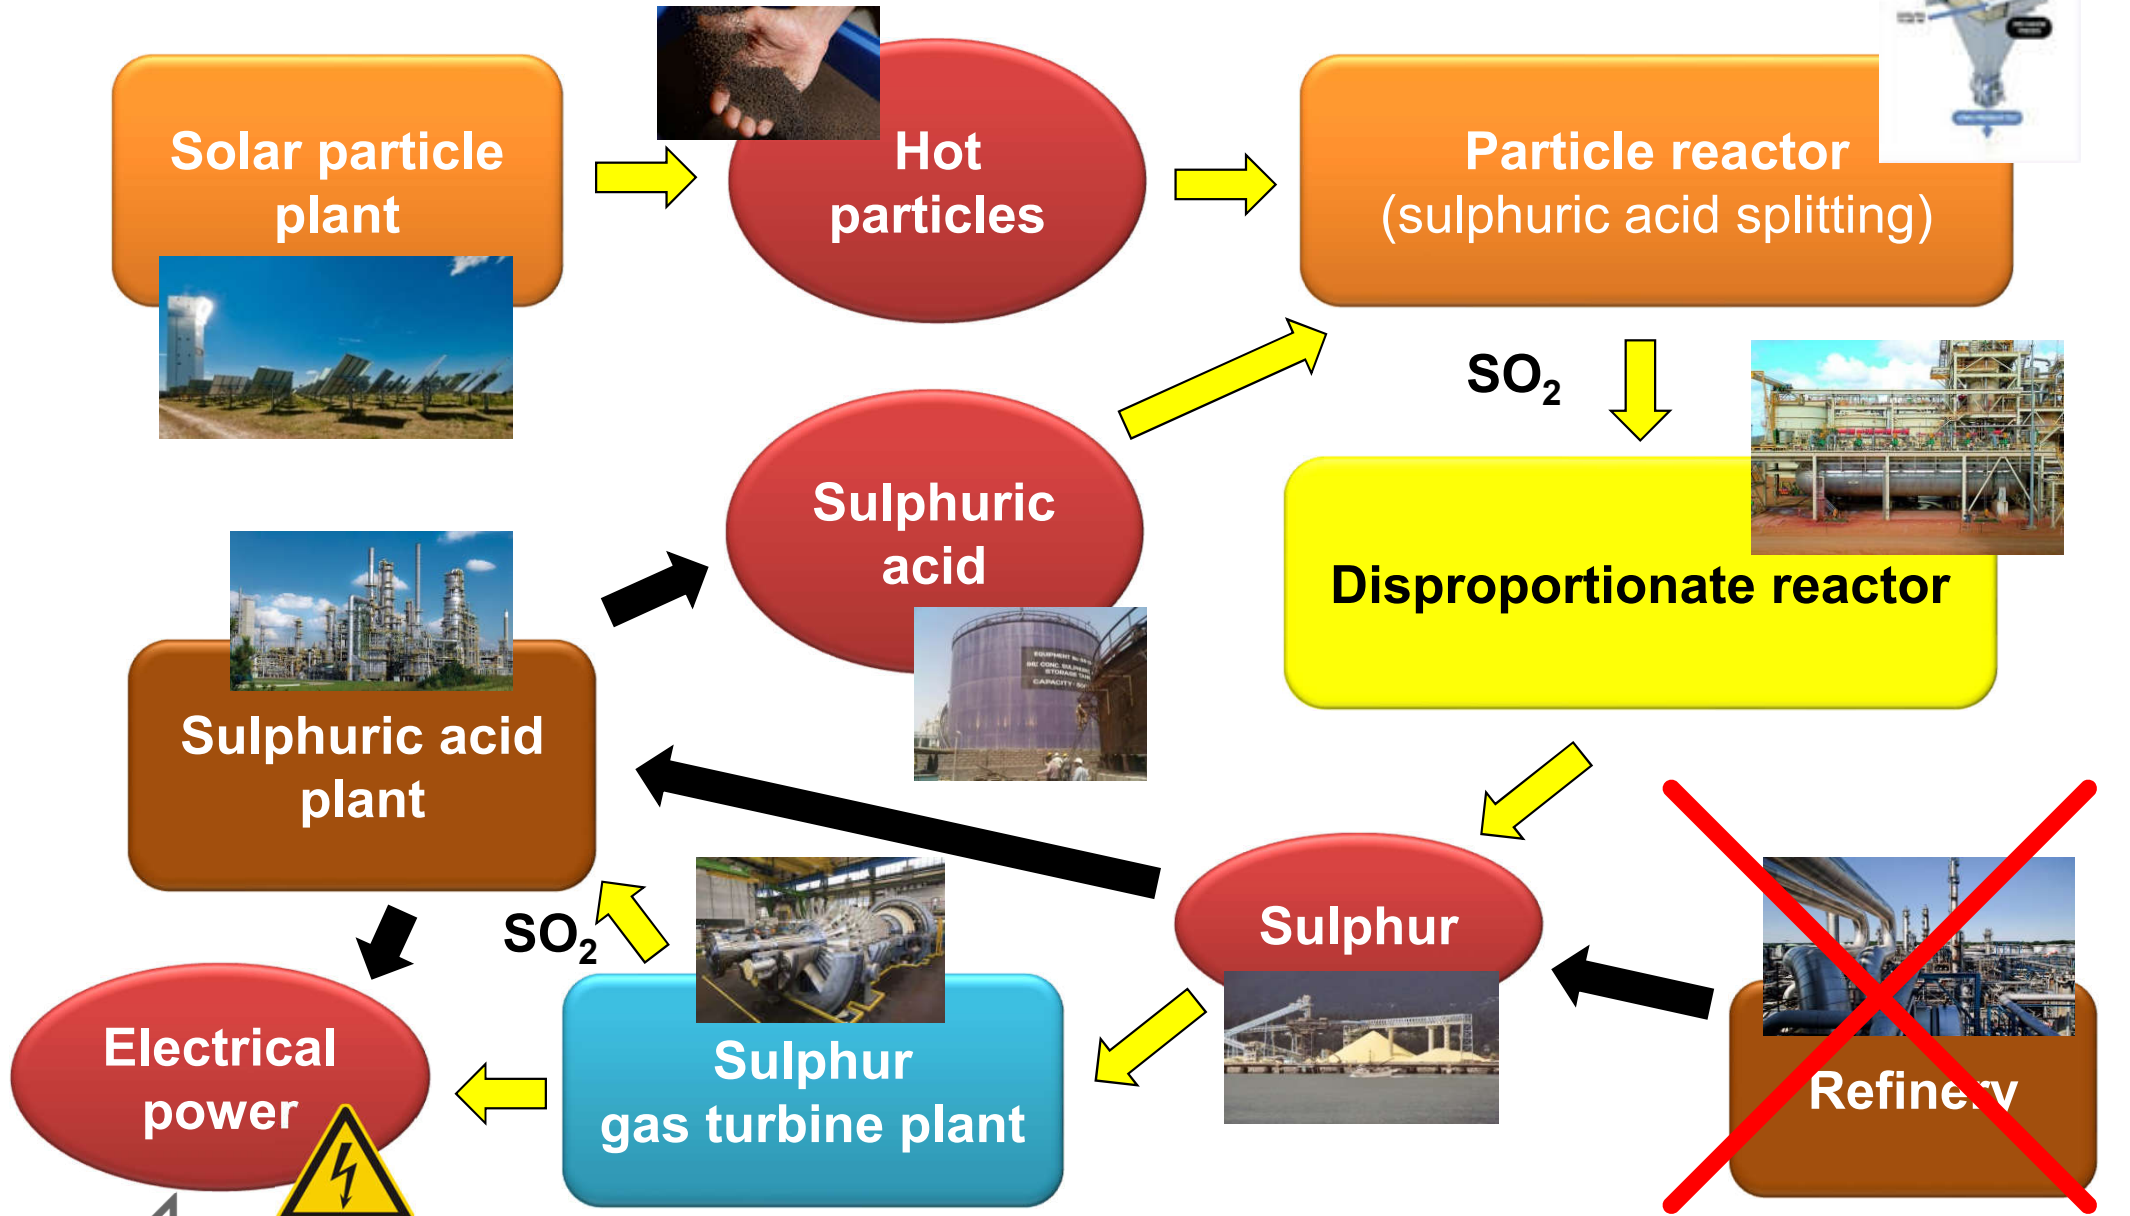 Solar particle
plant
Hot
particles
Particle reactor
(sulphuric acid splitting)
SO₂
Sulphuric
acid
Disproportionate reactor
Sulphuric acid
plant
CAPACITY
SO₂
Sulphur
Electrical
power
Sulphur
gas turbine plant
Refinery